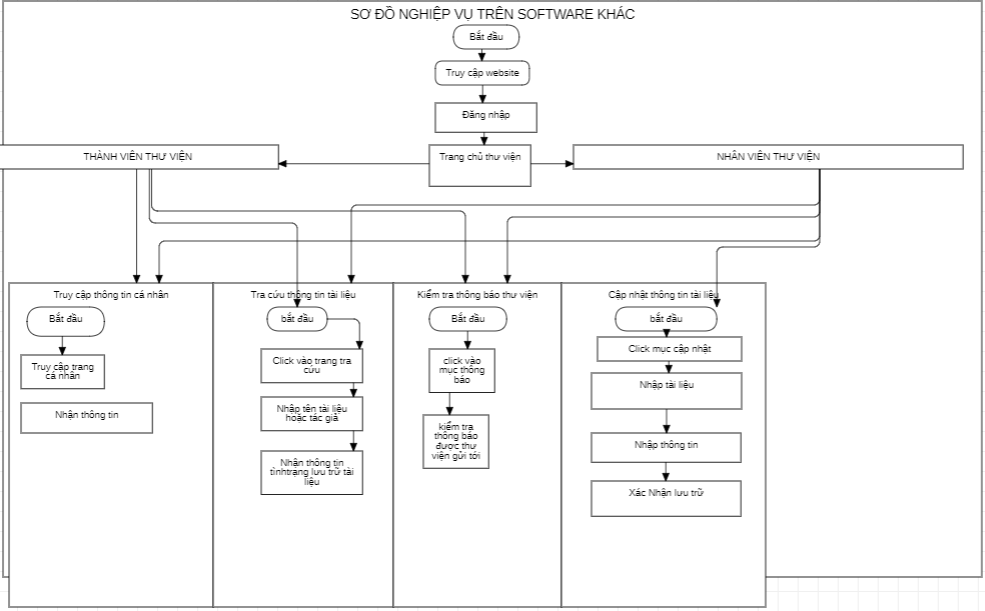 SƠ ĐỒ NGHIỆP VỤ TRÊN SOFTWARE KHÁC
Bắt đầu
Truy cập website
Đăng nhập
Trang chủ thư viện
THÀNH VIÊN THƯ VIỆN
NHÂN VIÊN THƯ VIỆN
Truy cập thông tin cá nhân
Bắt đầu
Truy cập trang
cá nhân
Nhận thông tin
Tra cứu thông tin tài liệu
bắt đầu
Click vào trang tra
cứu
Nhập tên tài liệu
hoặc tác giả
Nhận thông tin
tìnhtrạng lưu trữ tài
liệu
Kiểm tra thông báo thư viện
Bắt đầu
click vào
mục thông
báo
kiểm tra
thông báo
được thư
viện gửi tới
Cập nhật thông tin tài liệu
bắt đầu
Click mục cập nhật
Nhập tài liệu
Nhập thông tin
Xác Nhận lưu trữ